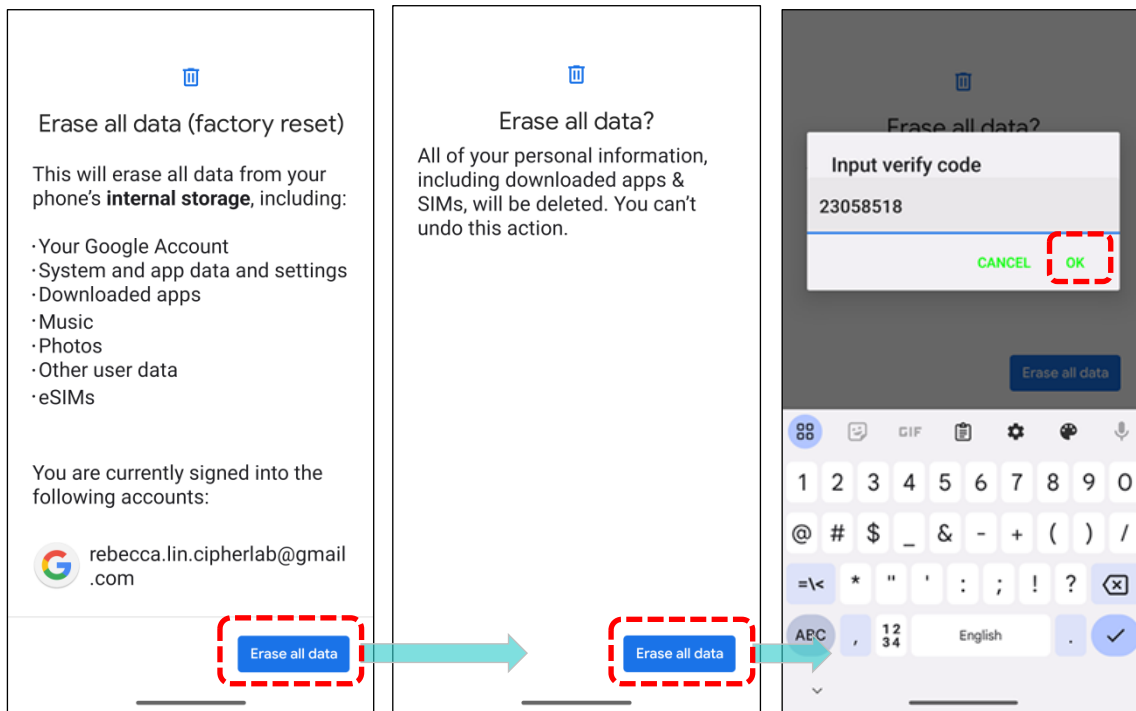 Erase all data (factory reset)
This will erase all data from your
phone's internal storage, including:
·Your Google Account
·System and app data and settings
·Downloaded apps
·Music
·Photos
·Other user data
·eSIMs
You are currently signed into the
following accounts:
rebecca.lin.cipherlab@gmail
.com
Erase all data
Erase all data?
All of your personal information,
including downloaded apps &
SIMs, will be deleted. You can't
undo this action.
Erase all data
Erase all data?
Input verify code
23058518
CANCEL OK
Erase all data
GIF
1 2 3 4 5 6 7 8 9 0
@ # $ _ & - + ( ) /
=\< * " ' : ; ! ?
ABC , 12 34 English .